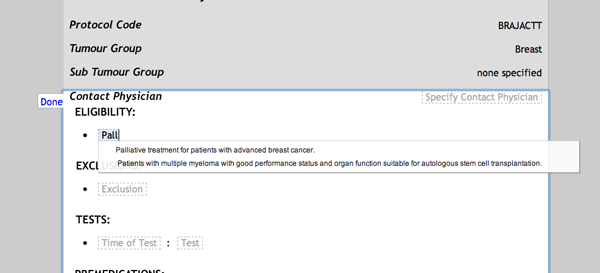 Protocol Code BRAJACTT
Tumour Group Breast
Sub Tumour Group none specified
Contact Physician Specify Contact Physician
Done
ELIGIBILITY:
• Pall
Palliative treatment for patients with advanced breast cancer.
Patients with multiple myeloma with good performance status and organ function suitable for autologous stem cell transplantation.
EXCLUSIONS:
• Exclusion
TESTS:
• Time of Test : Test
PREMEDICATIONS: